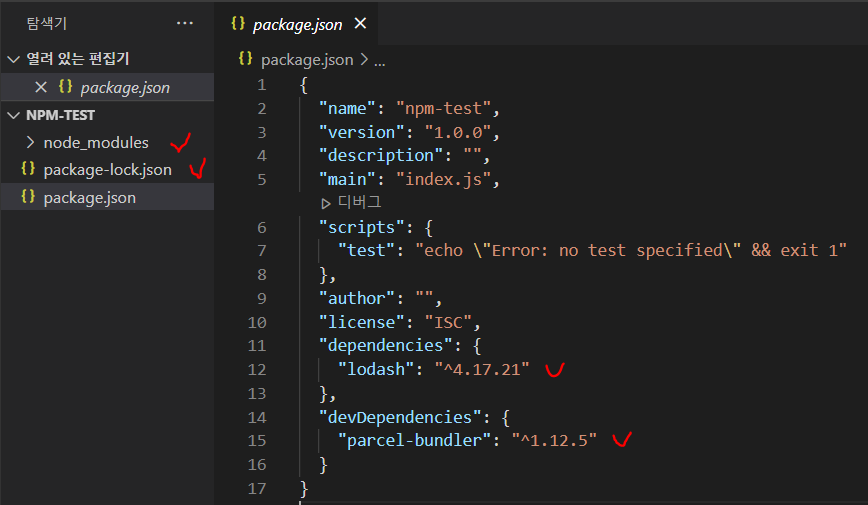 탐색기 ...
열려 있는 편집기
package.json
NPM-TEST
node_modules
package-lock.json
package.json
{} package.json
{} package.json > ...
1 {
2 "name": "npm-test",
3 "version": "1.0.0",
4 "description": "",
5 "main": "index.js",
디버그
6 "scripts": {
7 "test": "echo \"Error: no test specified\" && exit 1"
8 },
9 "author": "",
10 "license": "ISC",
11 "dependencies": {
12 "lodash": "^4.17.21"
13 },
14 "devDependencies": {
15 "parcel-bundler": "^1.12.5"
16 }
17 }